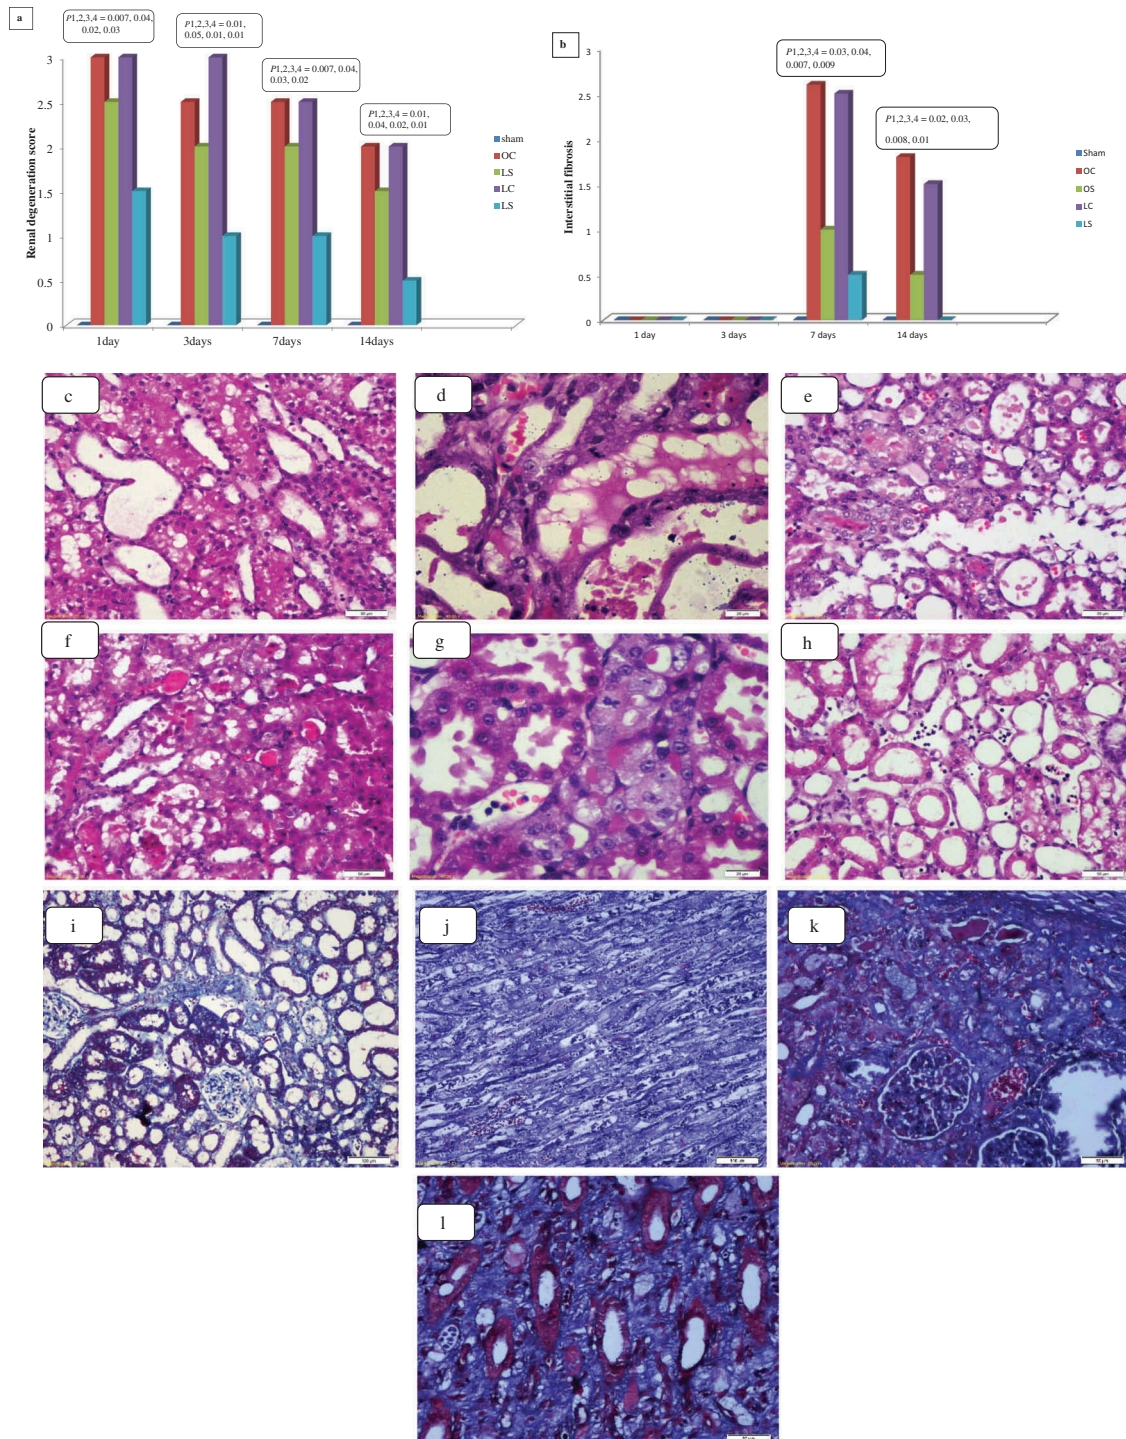 a
P1,2,3,4 = 0.007, 0.04,
0.02, 0.03
P1,2,3,4 = 0.01,
0.05, 0.01, 0.01
P1,2,3,4 = 0.007, 0.04,
0.03, 0.02
P1,2,3,4 = 0.01,
0.04, 0.02, 0.01
Renal degeneration score
3
2.5
2
1.5
1
0.5
0
1day
3days
7days
14days
sham
OC
LS
LC
LS
b
P1,2,3,4 = 0.03, 0.04,
0.007, 0.009
P1,2,3,4 = 0.02, 0.03,
0.008, 0.01
Interstitial fibrosis
3
2.5
2
1.5
1
0.5
0
1 day
3 days
7 days
14 days
Sham
OC
OS
LC
LS
c
d
e
f
g
h
i
j
k
l